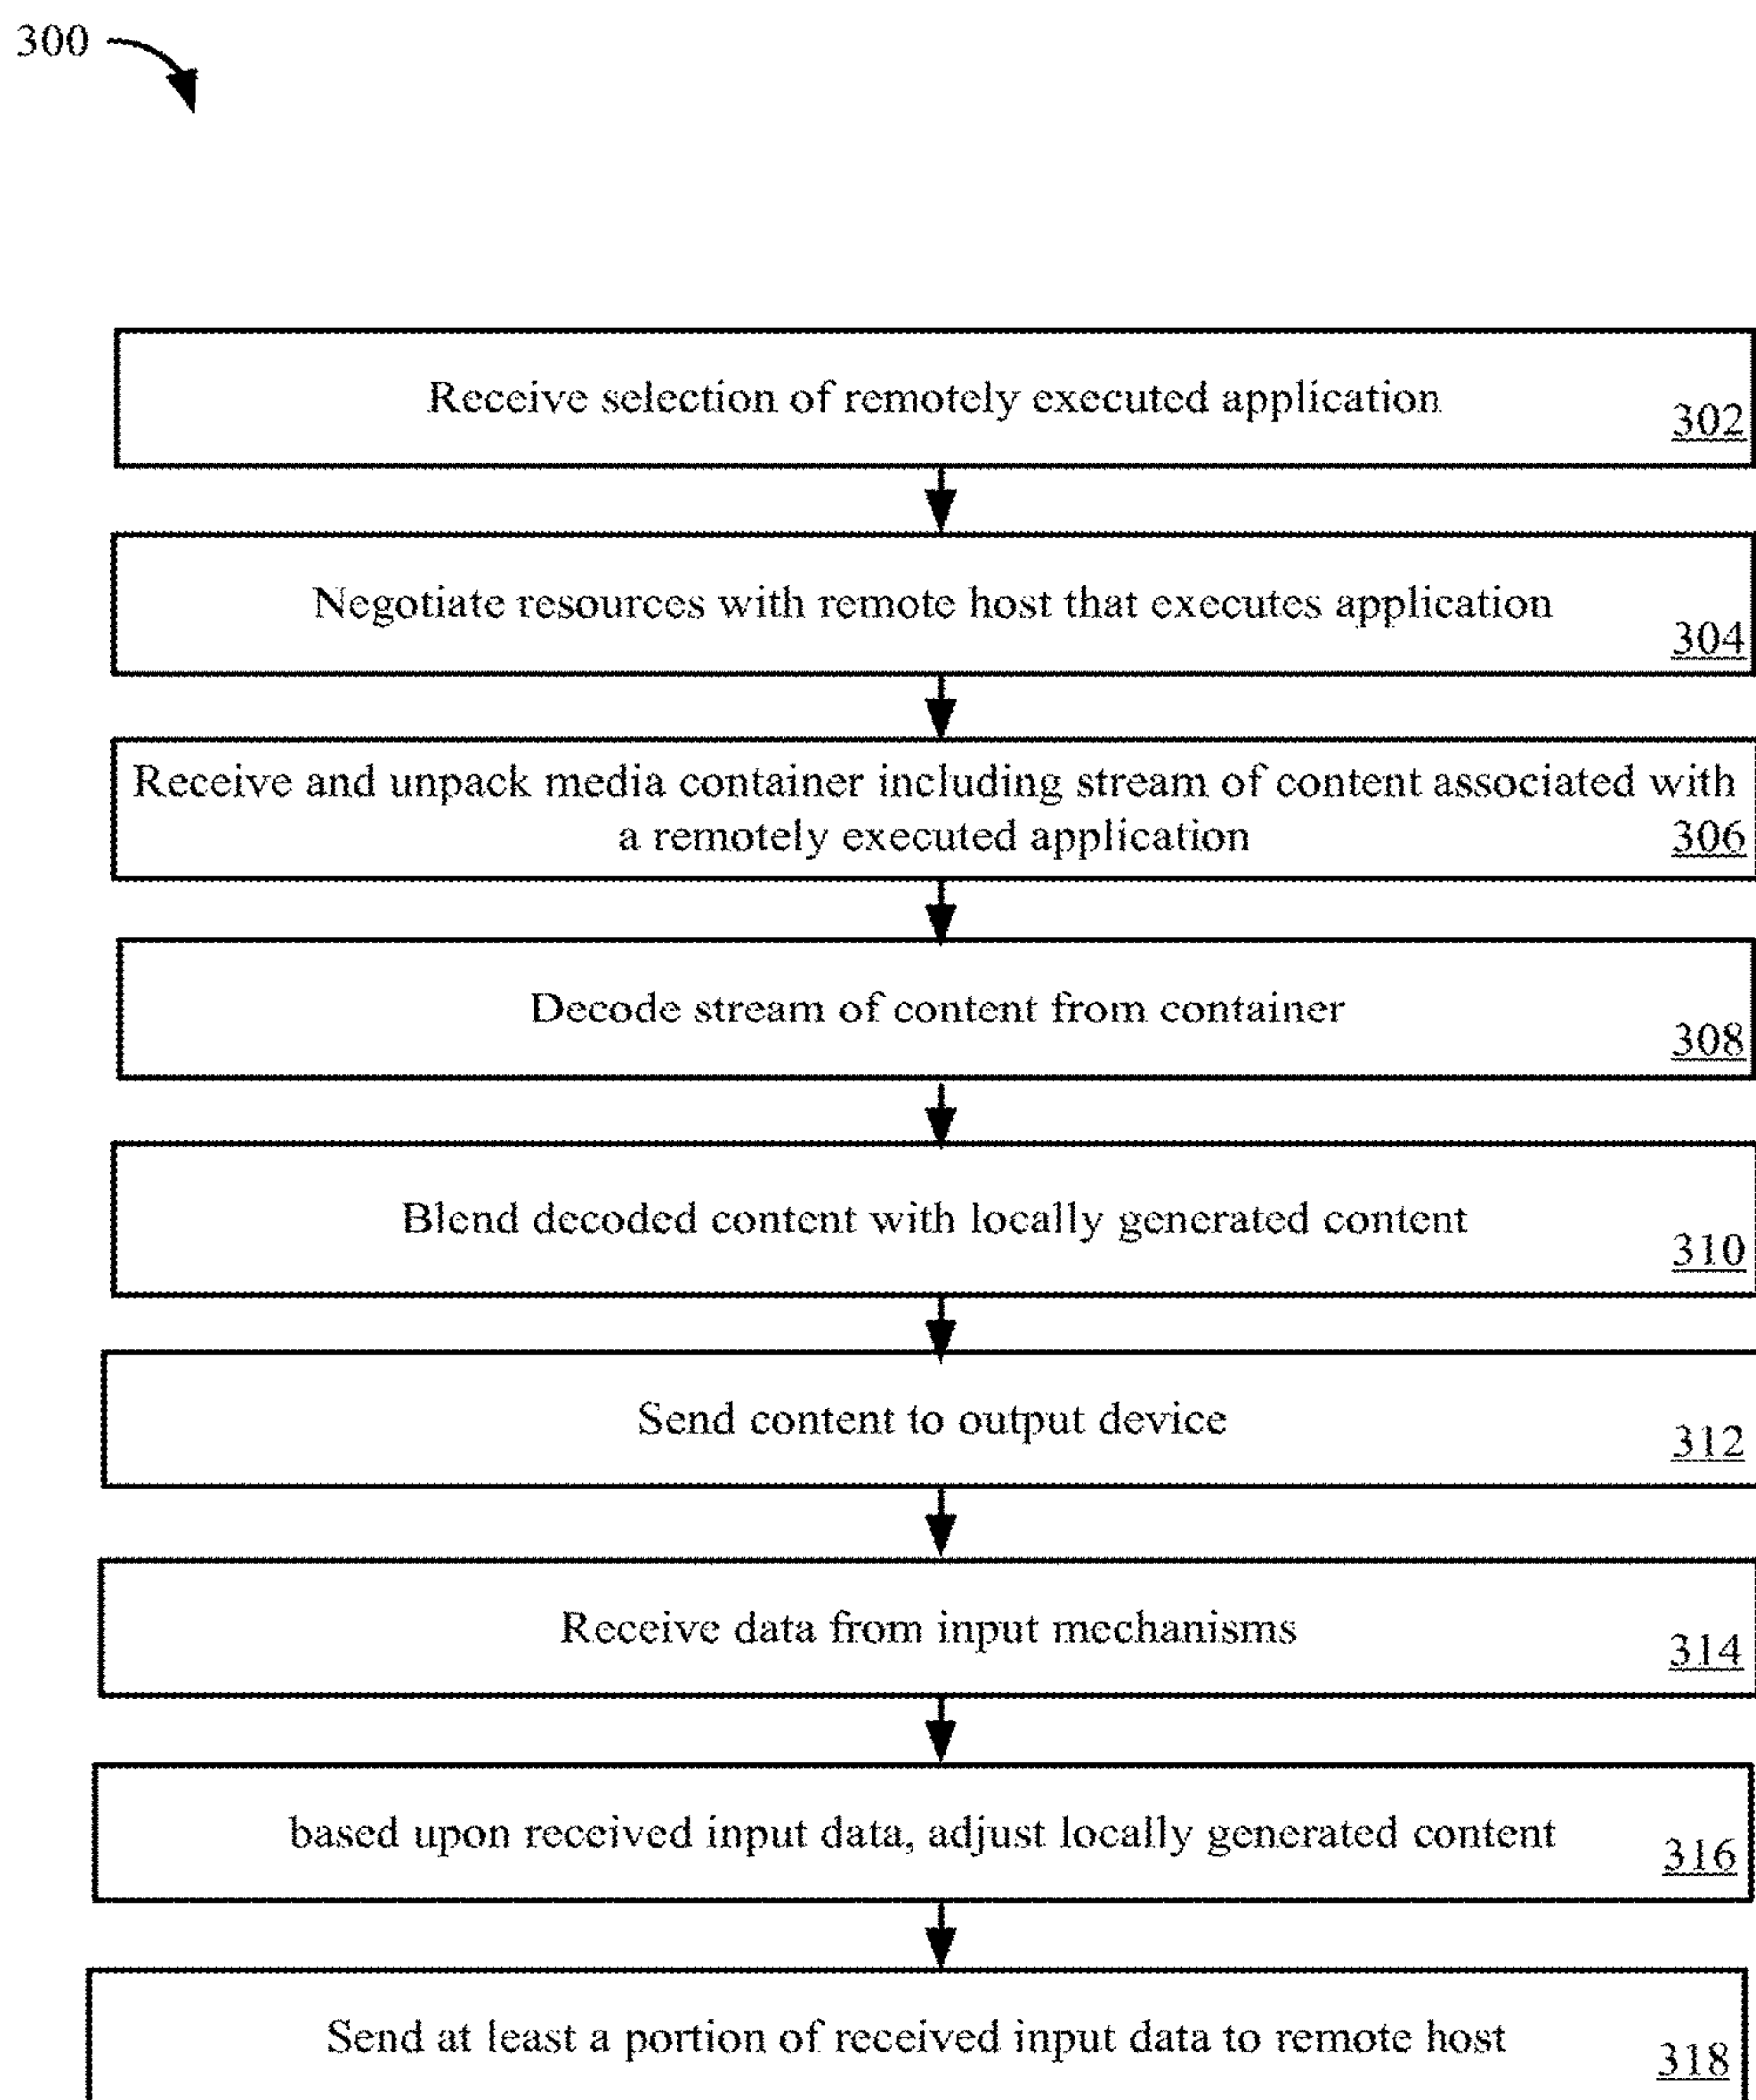 300
Receive selection of remotely executed application
302
Negotiate resources with remote host that executes application
304
Receive and unpack media container including stream of content associated with
a remotely executed application
306
Decode stream of content from container
308
Blend decoded content with locally generated content
310
Send content to output device
312
Receive data from input mechanisms
314
based upon received input data, adjust locally generated content
316
Send at least a portion of received input data to remote host
318